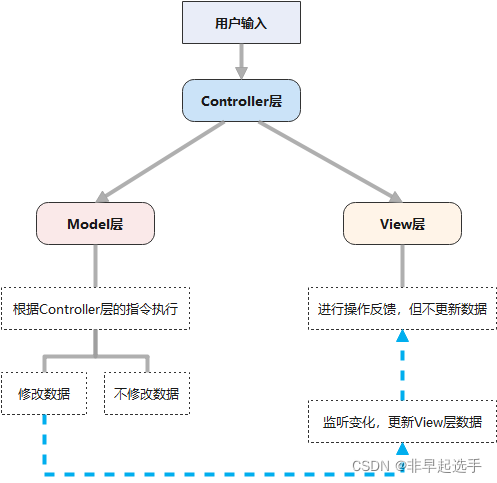 用户输入
Controller层
Model层
View层
根据Controller层的指令执行
进行操作反馈，但不更新数据
修改数据
不修改数据
监听变化，更新View层数据
CSDN @非早起选手